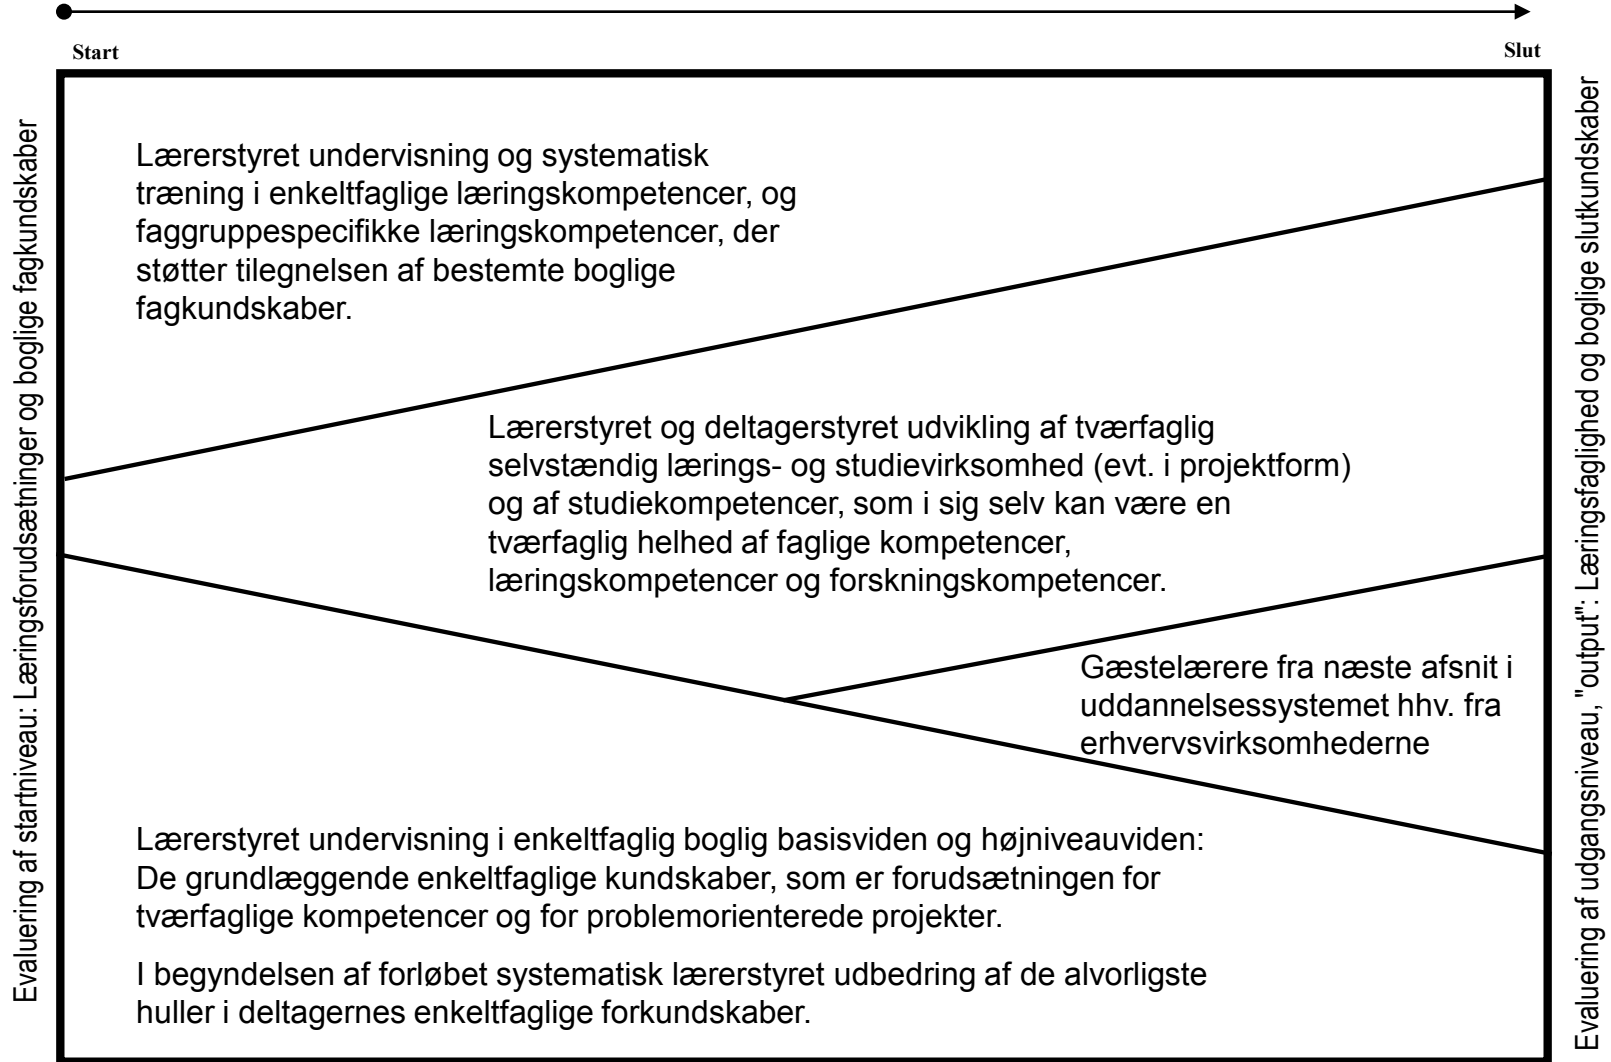 Start
Slut
Evaluering af startniveau: Læringsforudsætninger og boglige fagkundskaber
Lærerstyret undervisning og systematisk
træning i enkeltfaglige læringskompetencer, og
faggruppespecifikke læringskompetencer, der
støtter tilegnelsen af bestemte boglige
fagkundskaber.
Lærerstyret og deltagerstyret udvikling af tværfaglig
selvstændig lærings- og studievirksomhed (evt. i projektform)
og af studiekompetencer, som i sig selv kan være en
tværfaglig helhed af faglige kompetencer,
læringskompetencer og forskningskompetencer.
Gæstelærere fra næste afsnit i
uddannelsessystemet hhv. fra
erhvervsvirksomhederne
Lærerstyret undervisning i enkeltfaglig boglig basisviden og højniveauviden:
De grundlæggende enkeltfaglige kundskaber, som er forudsætningen for
tværfaglige kompetencer og for problemorienterede projekter.
I begyndelsen af forløbet systematisk lærerstyret udbedring af de alvorligste
huller i deltagernes enkeltfaglige forkundskaber.
Evaluering af udgangsniveau, "output": Læringsfaglighed og boglige slutkundskaber